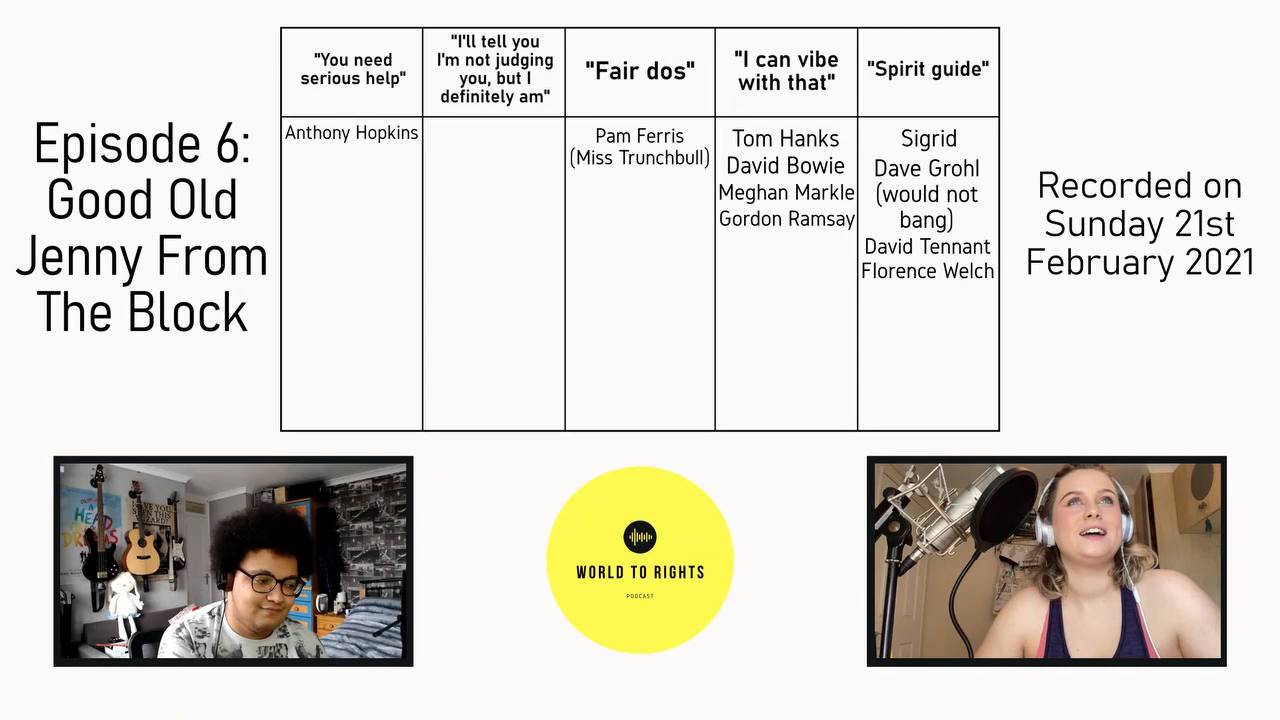 Episode 6:
Good Old
Jenny From
The Block
"You need
serious help"
"I'll tell you
I'm not judging
you, but I
definitely am"
"Fair dos"
"I can vibe
with that"
"Spirit guide"
Anthony Hopkins
Pam Ferris
(Miss Trunchbull)
Tom Hanks
David Bowie
Meghan Markle
Gordon Ramsay
Sigrid
Dave Grohl
(would not
bang)
David Tennant
Florence Welch
Recorded on
Sunday 21st
February 2021
A
HEAD
WORLD TO RIGHTS
PODCAST